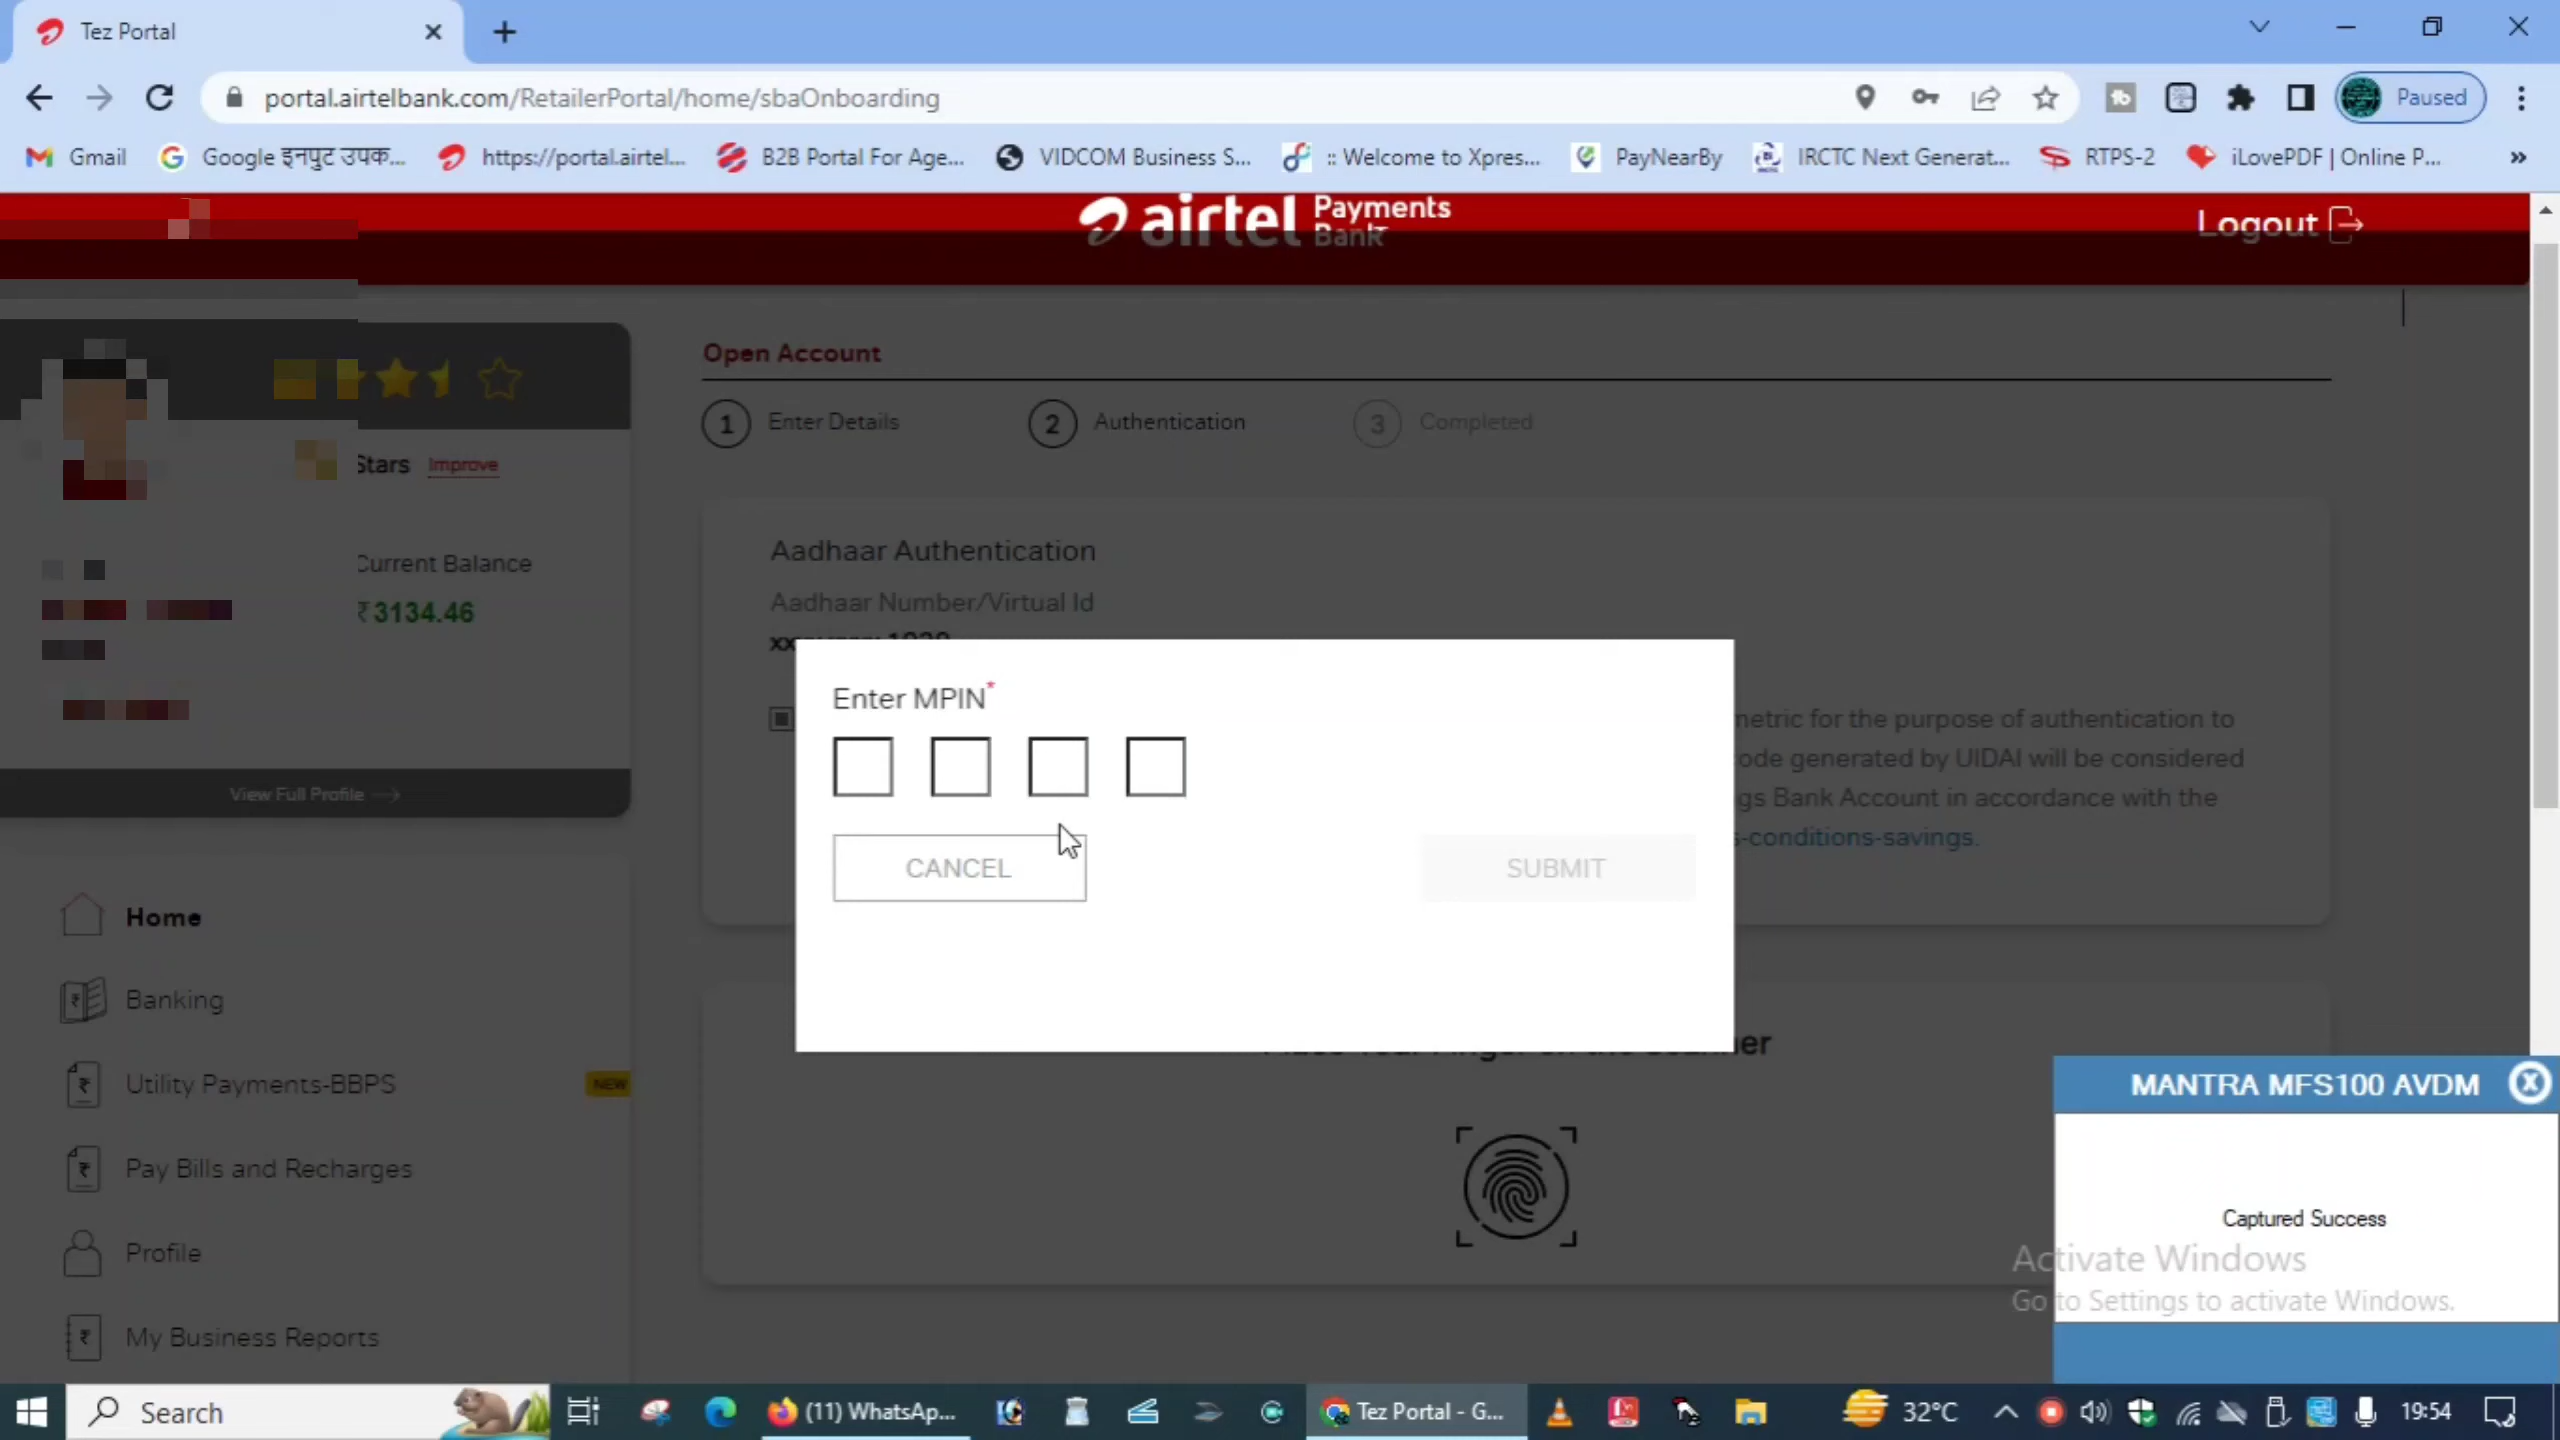 Tez Portal
portal.airtelbank.com/RetailerPortal/home/sbaOnboarding
Paused
Gmail
Google इनपुट उपक...
https://portal.airtel...
B2B Portal For Age...
VIDCOM Business S...
:: Welcome to Xpres...
PayNearBy
IRCTC Next Generat...
RTPS-2
iLovePDF | Online P...
»
airtel Payments Bank
Logout
Open Account
1 Enter Details
2 Authentication
3 Completed
Stars Improve
Current Balance
₹3134.46
View Full Profile
Aadhaar Authentication
Aadhaar Number/Virtual Id
Enter MPIN*
CANCEL
SUBMIT
metric for the purpose of authentication to
ode generated by UIDAI will be considered
gs Bank Account in accordance with the
-conditions-savings.
Home
Banking
Utility Payments-BBPS NEW
Pay Bills and Recharges
Profile
My Business Reports
MANTRA MFS100 AVDM
Captured Success
Activate Windows
Go to Settings to activate Windows.
Search
(11) WhatsAp...
Tez Portal - G...
32°C
19:54